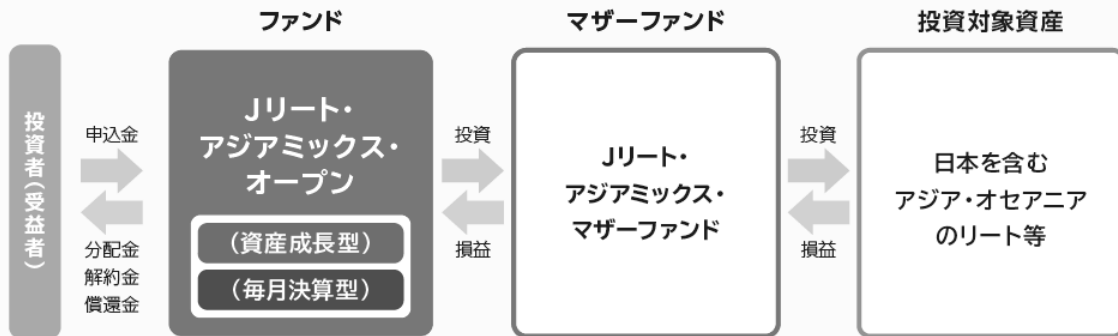 ファンド
マザーファンド
投資対象資産
投資者(受益者)
申込金
分配金
解約金
償還金
Jリート・
アジアミックス・
オープン
(資産成長型)
(毎月決算型)
投資
損益
Jリート・
アジアミックス・
マザーファンド
投資
損益
日本を含む
アジア・オセアニア
のリート等